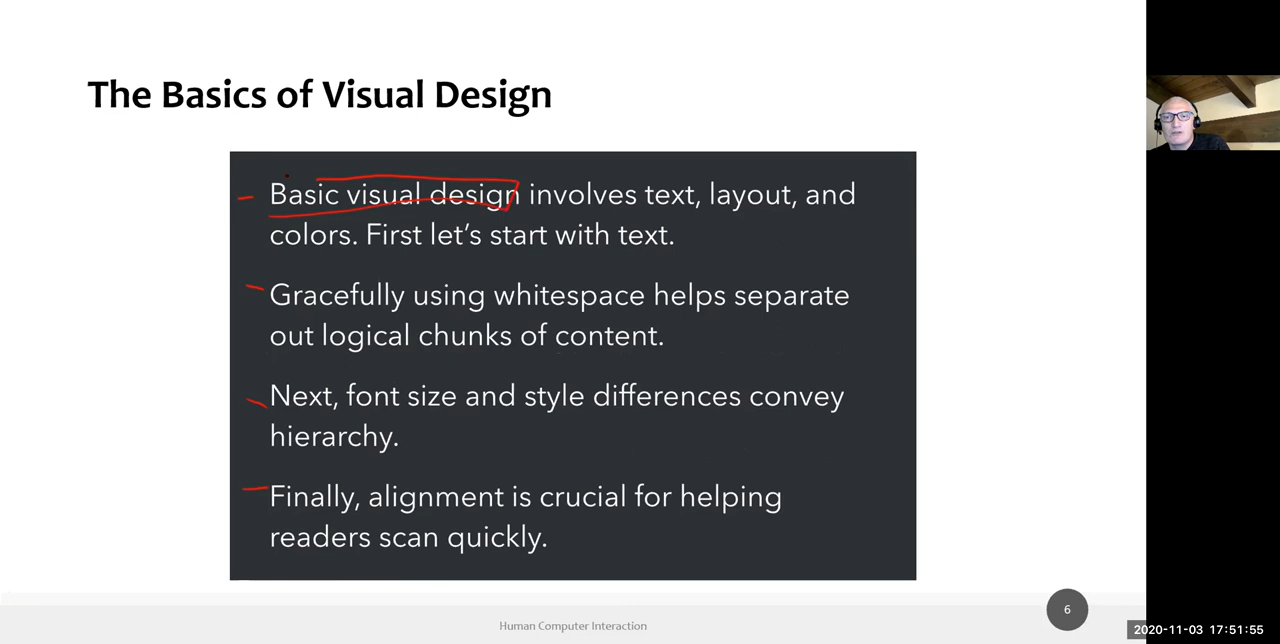 The Basics of Visual Design
Basic visual design involves text, layout, and
colors. First let’s start with text.
Gracefully using whitespace helps separate
out logical chunks of content.
Next, font size and style differences convey
hierarchy.
Finally, alignment is crucial for helping
readers scan quickly.
6
Human Computer Interaction
2020-11-03 17:51:55